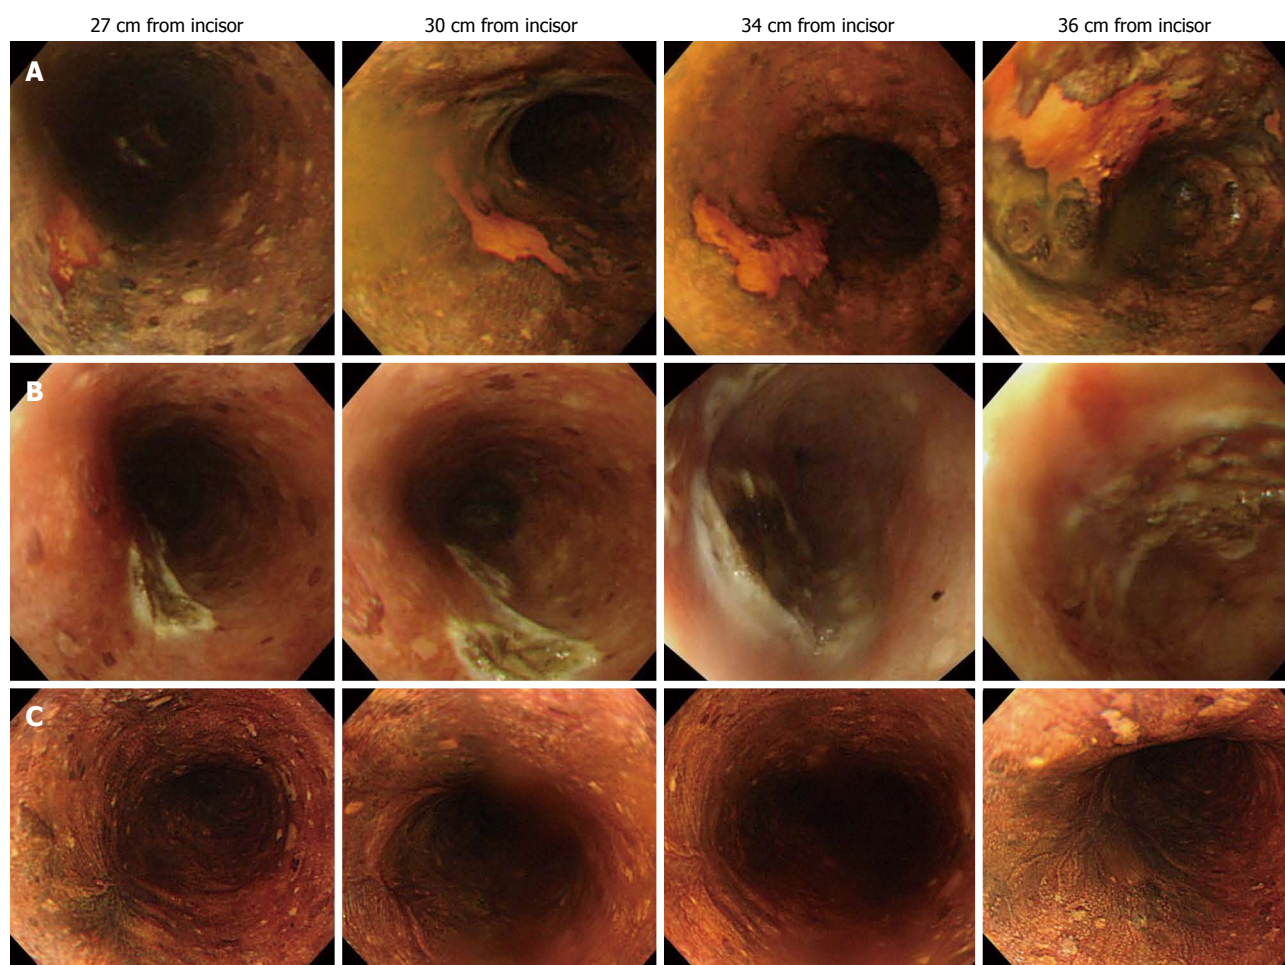 27 cm from incisor
30 cm from incisor
34 cm from incisor
36 cm from incisor
A
B
C